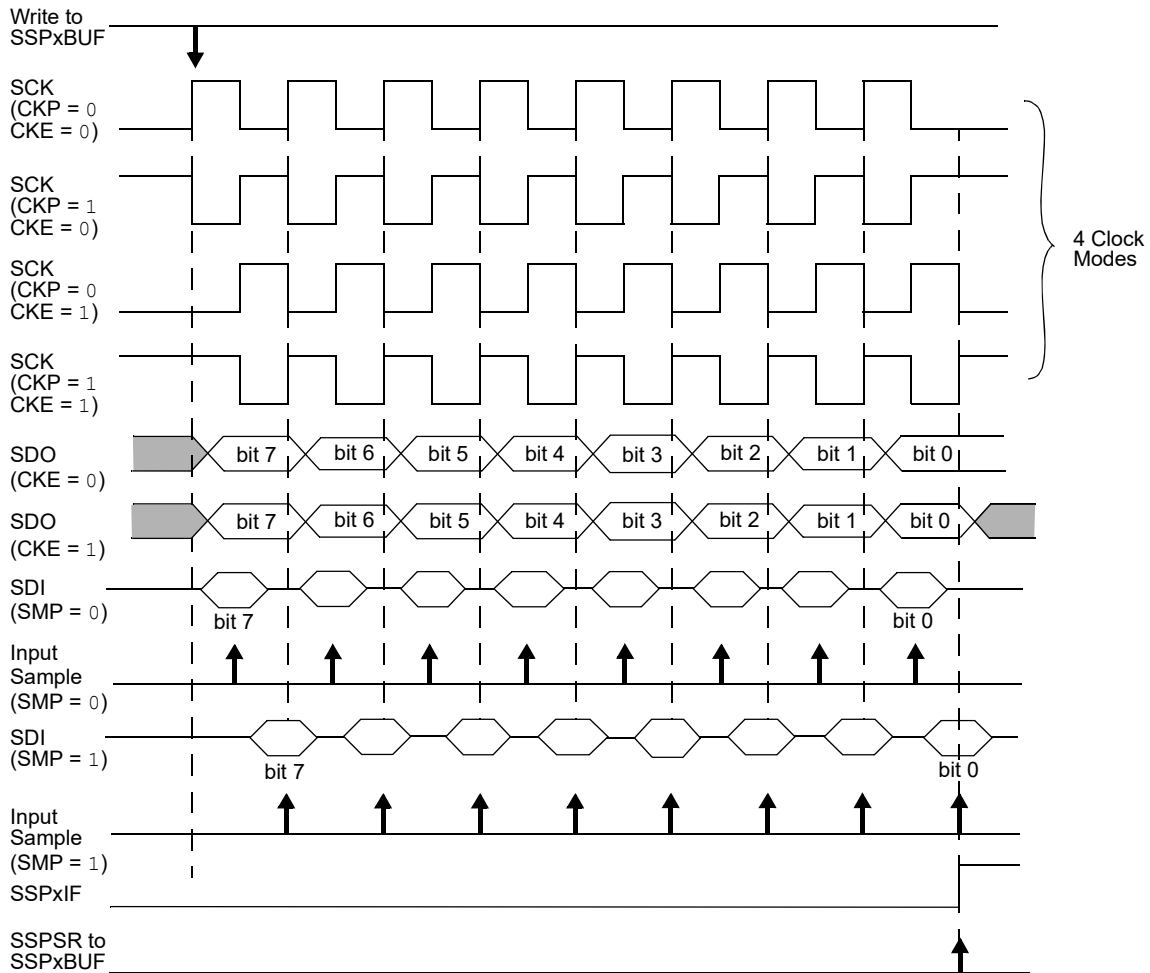 Write to
SSPxBUF
SCK
(CKP = 0
CKE = 0)
SCK
(CKP = 1
CKE = 0)
SCK
(CKP = 0
CKE = 1)
SCK
(CKP = 1
CKE = 1)
4 Clock
Modes
SDO
(CKE = 0)
bit 7 bit 6 bit 5 bit 4 bit 3 bit 2 bit 1 bit 0
SDO
(CKE = 1)
bit 7 bit 6 bit 5 bit 4 bit 3 bit 2 bit 1 bit 0
SDI
(SMP = 0)
bit 7 bit 0
Input
Sample
(SMP = 0)
SDI
(SMP = 1)
bit 7 bit 0
Input
Sample
(SMP = 1)
SSPxIF
SSPSR to
SSPxBUF